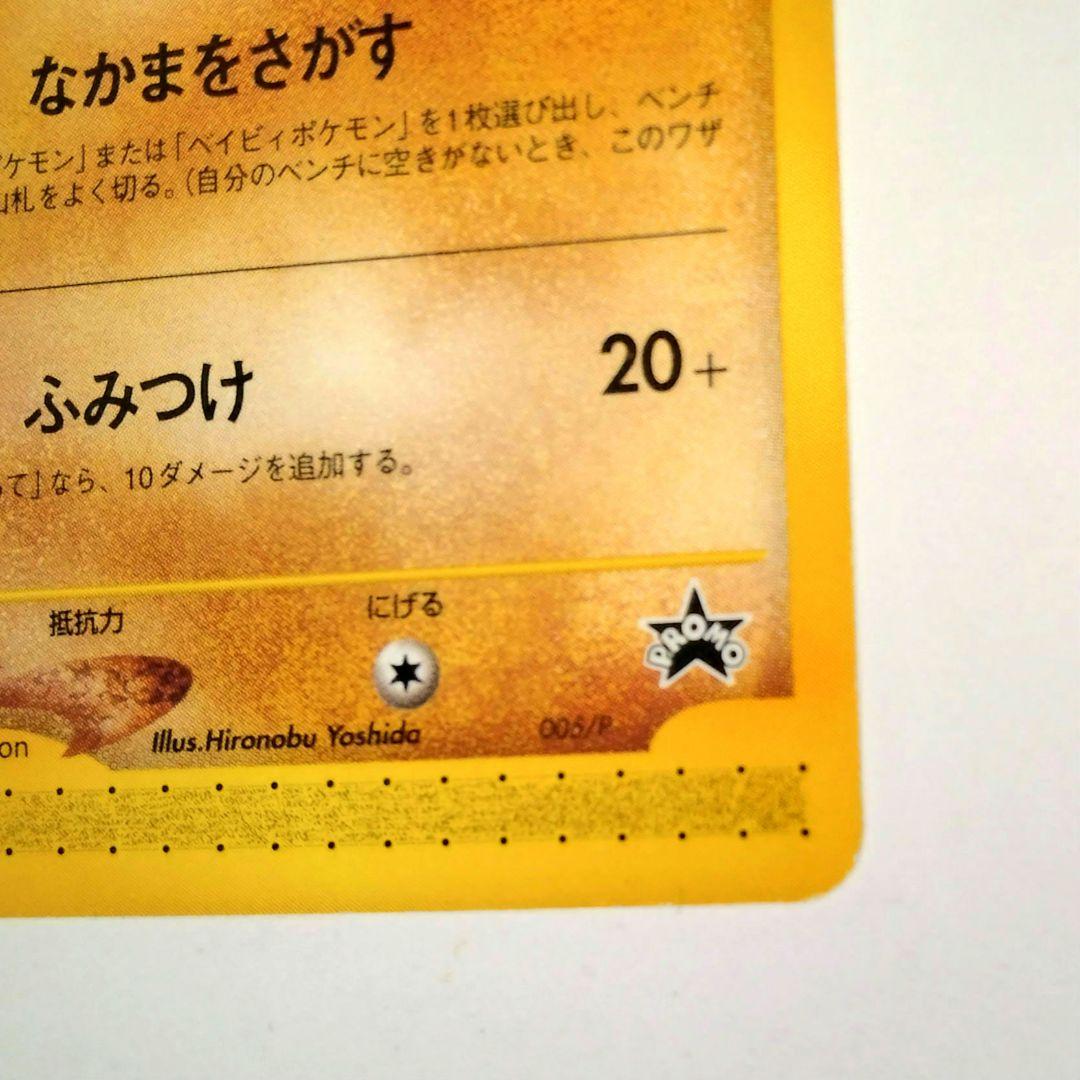 なかまをさがす
ケモン」または「ベイビィポケモン」を1枚選び出し、ベンチ
札をよく切る。(自分のベンチに空きがないとき、このワザ
ふみつけ 20+
て」なら、10ダメージを追加する。
抵抗力 にげる
PROMO
on Illus.Hironobu Yoshida 005/P